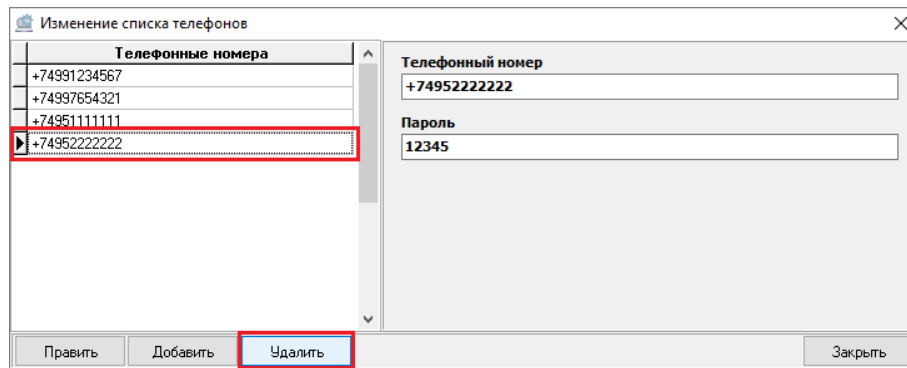 Изменение списка телефонов
Телефонные номера
+74991234567
+74997654321
+74951111111
+74952222222
Телефонный номер
+74952222222
Пароль
12345
Править Добавить Удалить Закрыть